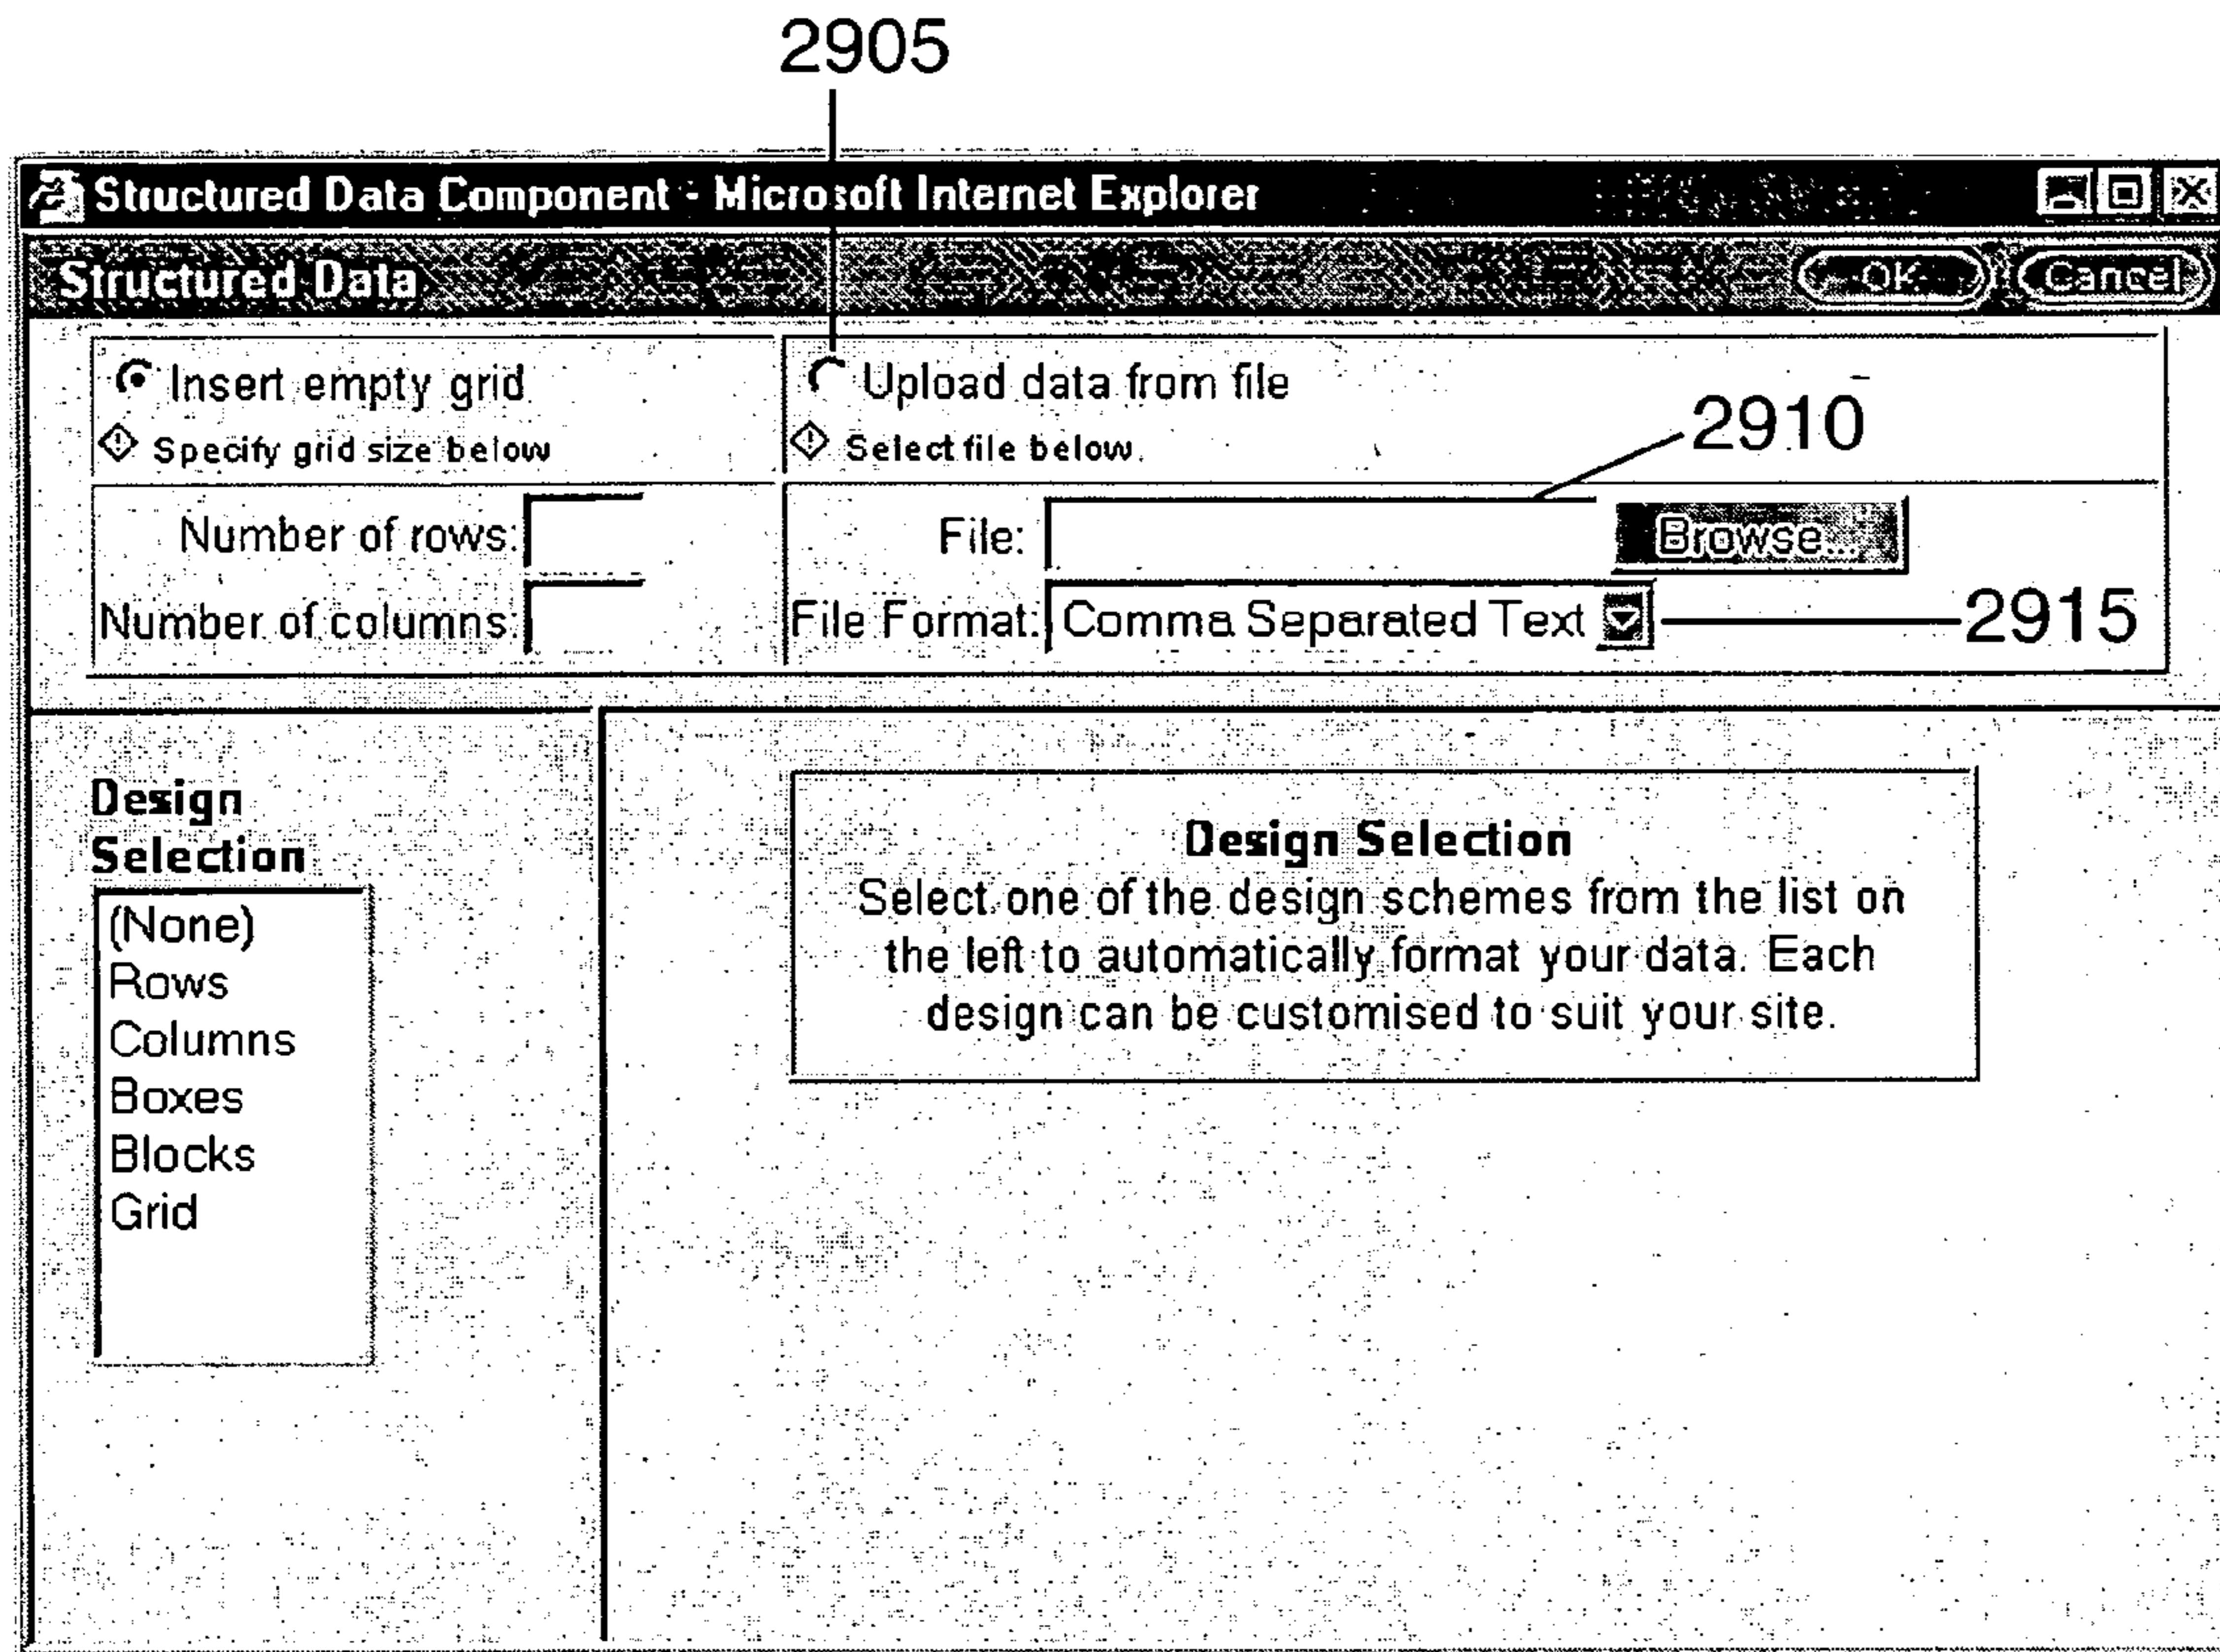 2905
Structured Data Component - Microsoft Internet Explorer
Structured Data OK Cancel
Insert empty grid
Specify grid size below
Upload data from file
Select file below.
2910
Number of rows:
Number of columns:
File: Browse...
File Format: Comma Separated Text 2915
Design
Selection
(None)
Rows
Columns
Boxes
Blocks
Grid
Design Selection
Select one of the design schemes from the list on
the left to automatically format your data. Each
design can be customised to suit your site.